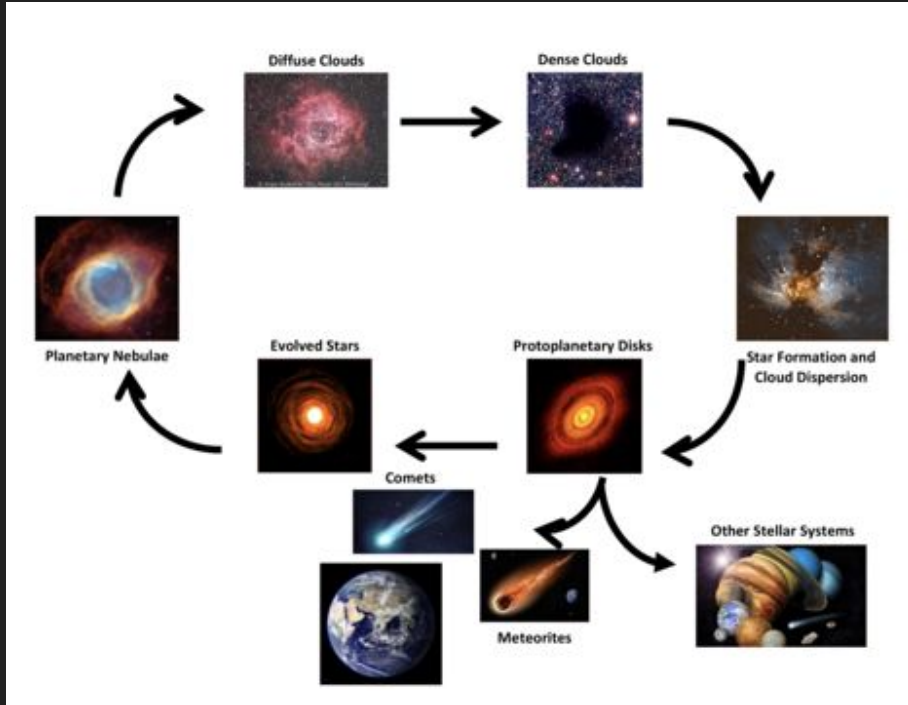 Diffuse Clouds
Dense Clouds
Planetary Nebulae
Evolved Stars
Protoplanetary Disks
Star Formation and
Cloud Dispersion
Comets
Other Stellar Systems
Meteorites